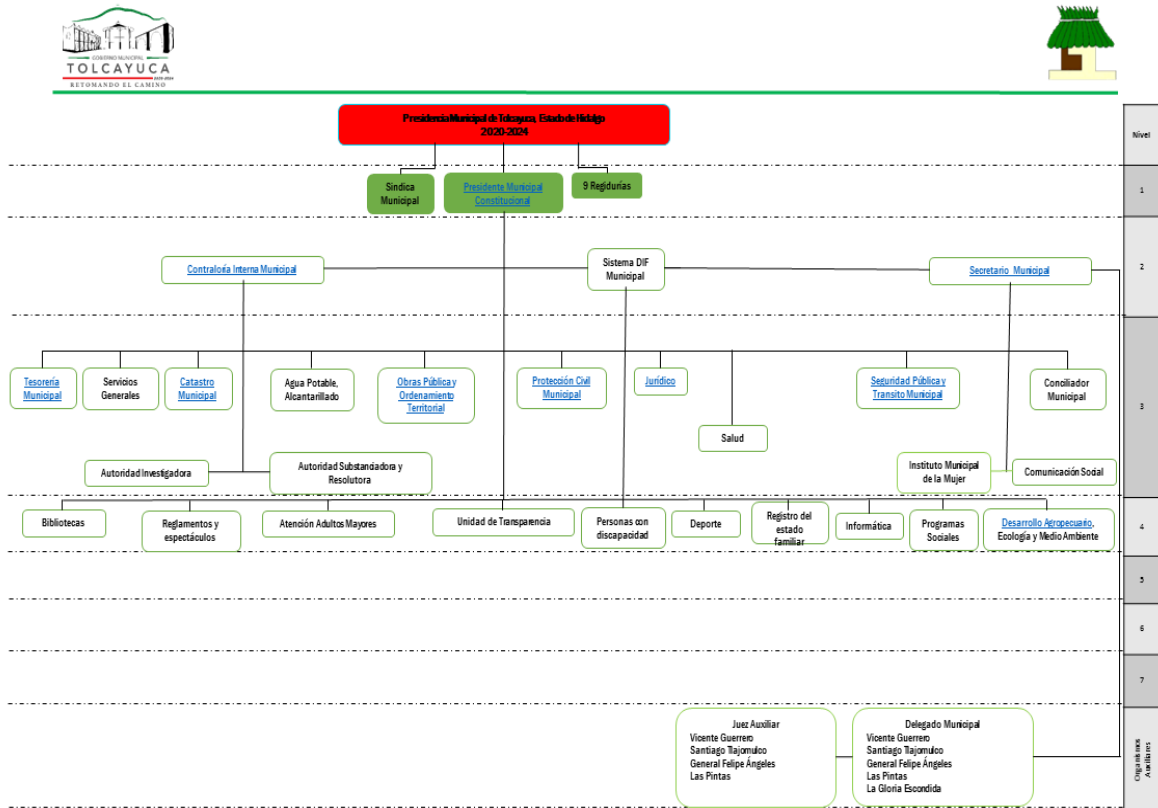 GOBIERNO MUNICIPAL
TOLCAYUCA
2020-2024
RETOMANDO EL CAMINO
Presidencia Municipal de Tolcayuca, Estado de Hidalgo
2020-2024
Nivel
Sindica
Municipal
Presidente Municipal
Constitucional
9 Regidurías
1
Contraloría Interna Municipal
Sistema DIF
Municipal
Secretario Municipal
2
Tesorería
Municipal
Servicios
Generales
Catastro
Municipal
Agua Potable,
Alcantarillado
Obras Pública y
Ordenamiento
Territorial
Protección Civil
Municipal
Jurídico
Seguridad Pública y
Transito Municipal
Conciliador
Municipal
3
Salud
Autoridad Investigadora
Autoridad Substanciadora y
Resolutora
Instituto Municipal
de la Mujer
Comunicación Social
Bibliotecas
Reglamentos y
espectáculos
Atención Adultos Mayores
Unidad de Transparencia
Personas con
discapacidad
Deporte
Registro del
estado
familiar
Informática
Programas
Sociales
Desarrollo Agropecuario,
Ecología y Medio Ambiente
4
5
6
7
Juez Auxiliar
Vicente Guerrero
Santiago Tlajomulco
General Felipe Ángeles
Las Pintas
Delegado Municipal
Vicente Guerrero
Santiago Tlajomulco
General Felipe Ángeles
Las Pintas
La Gloria Escondida
Organismos
Auxiliares